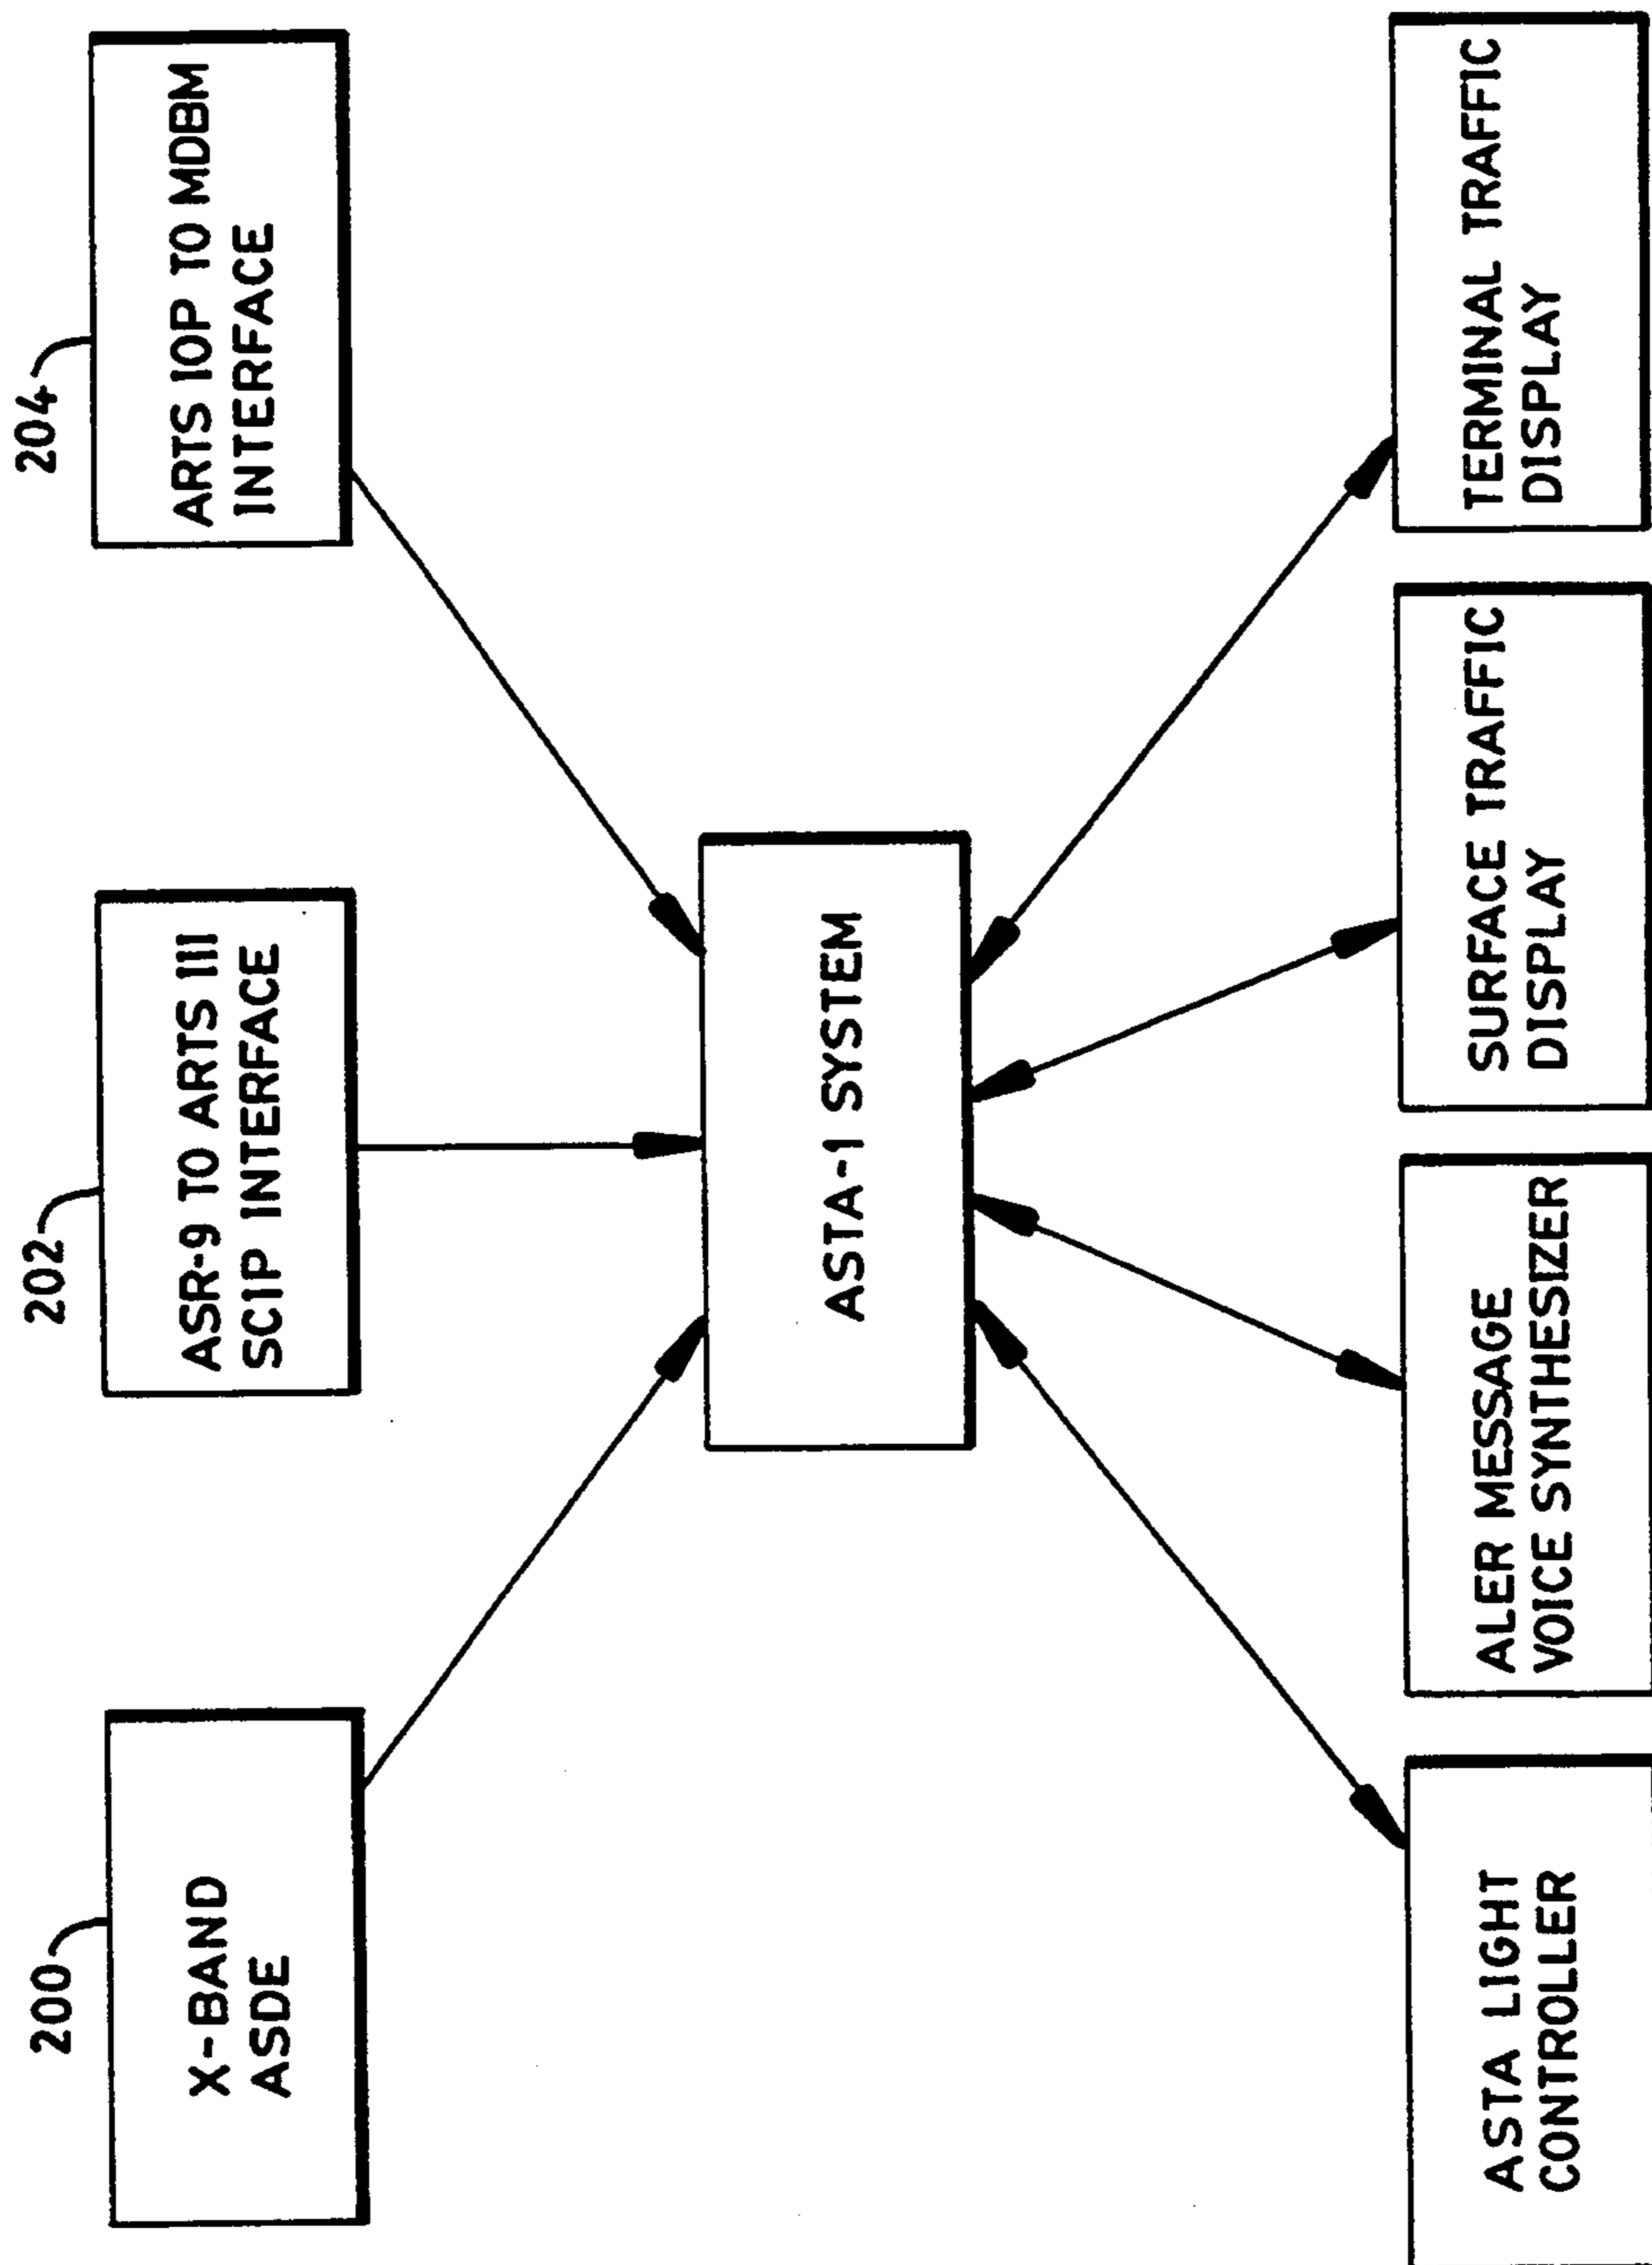 200
X-BAND
ASDE
202
ASR-9 TO ARTS III
SCIP INTERFACE
204
ARTS IOP TO MDBM
INTERFACE
ASTA-1 SYSTEM
ASTA LIGHT
CONTROLLER
ALER MESSAGE
VOICE SYNTHESIZER
SURFACE TRAFFIC
DISPLAY
TERMINAL TRAFFIC
DISPLAY